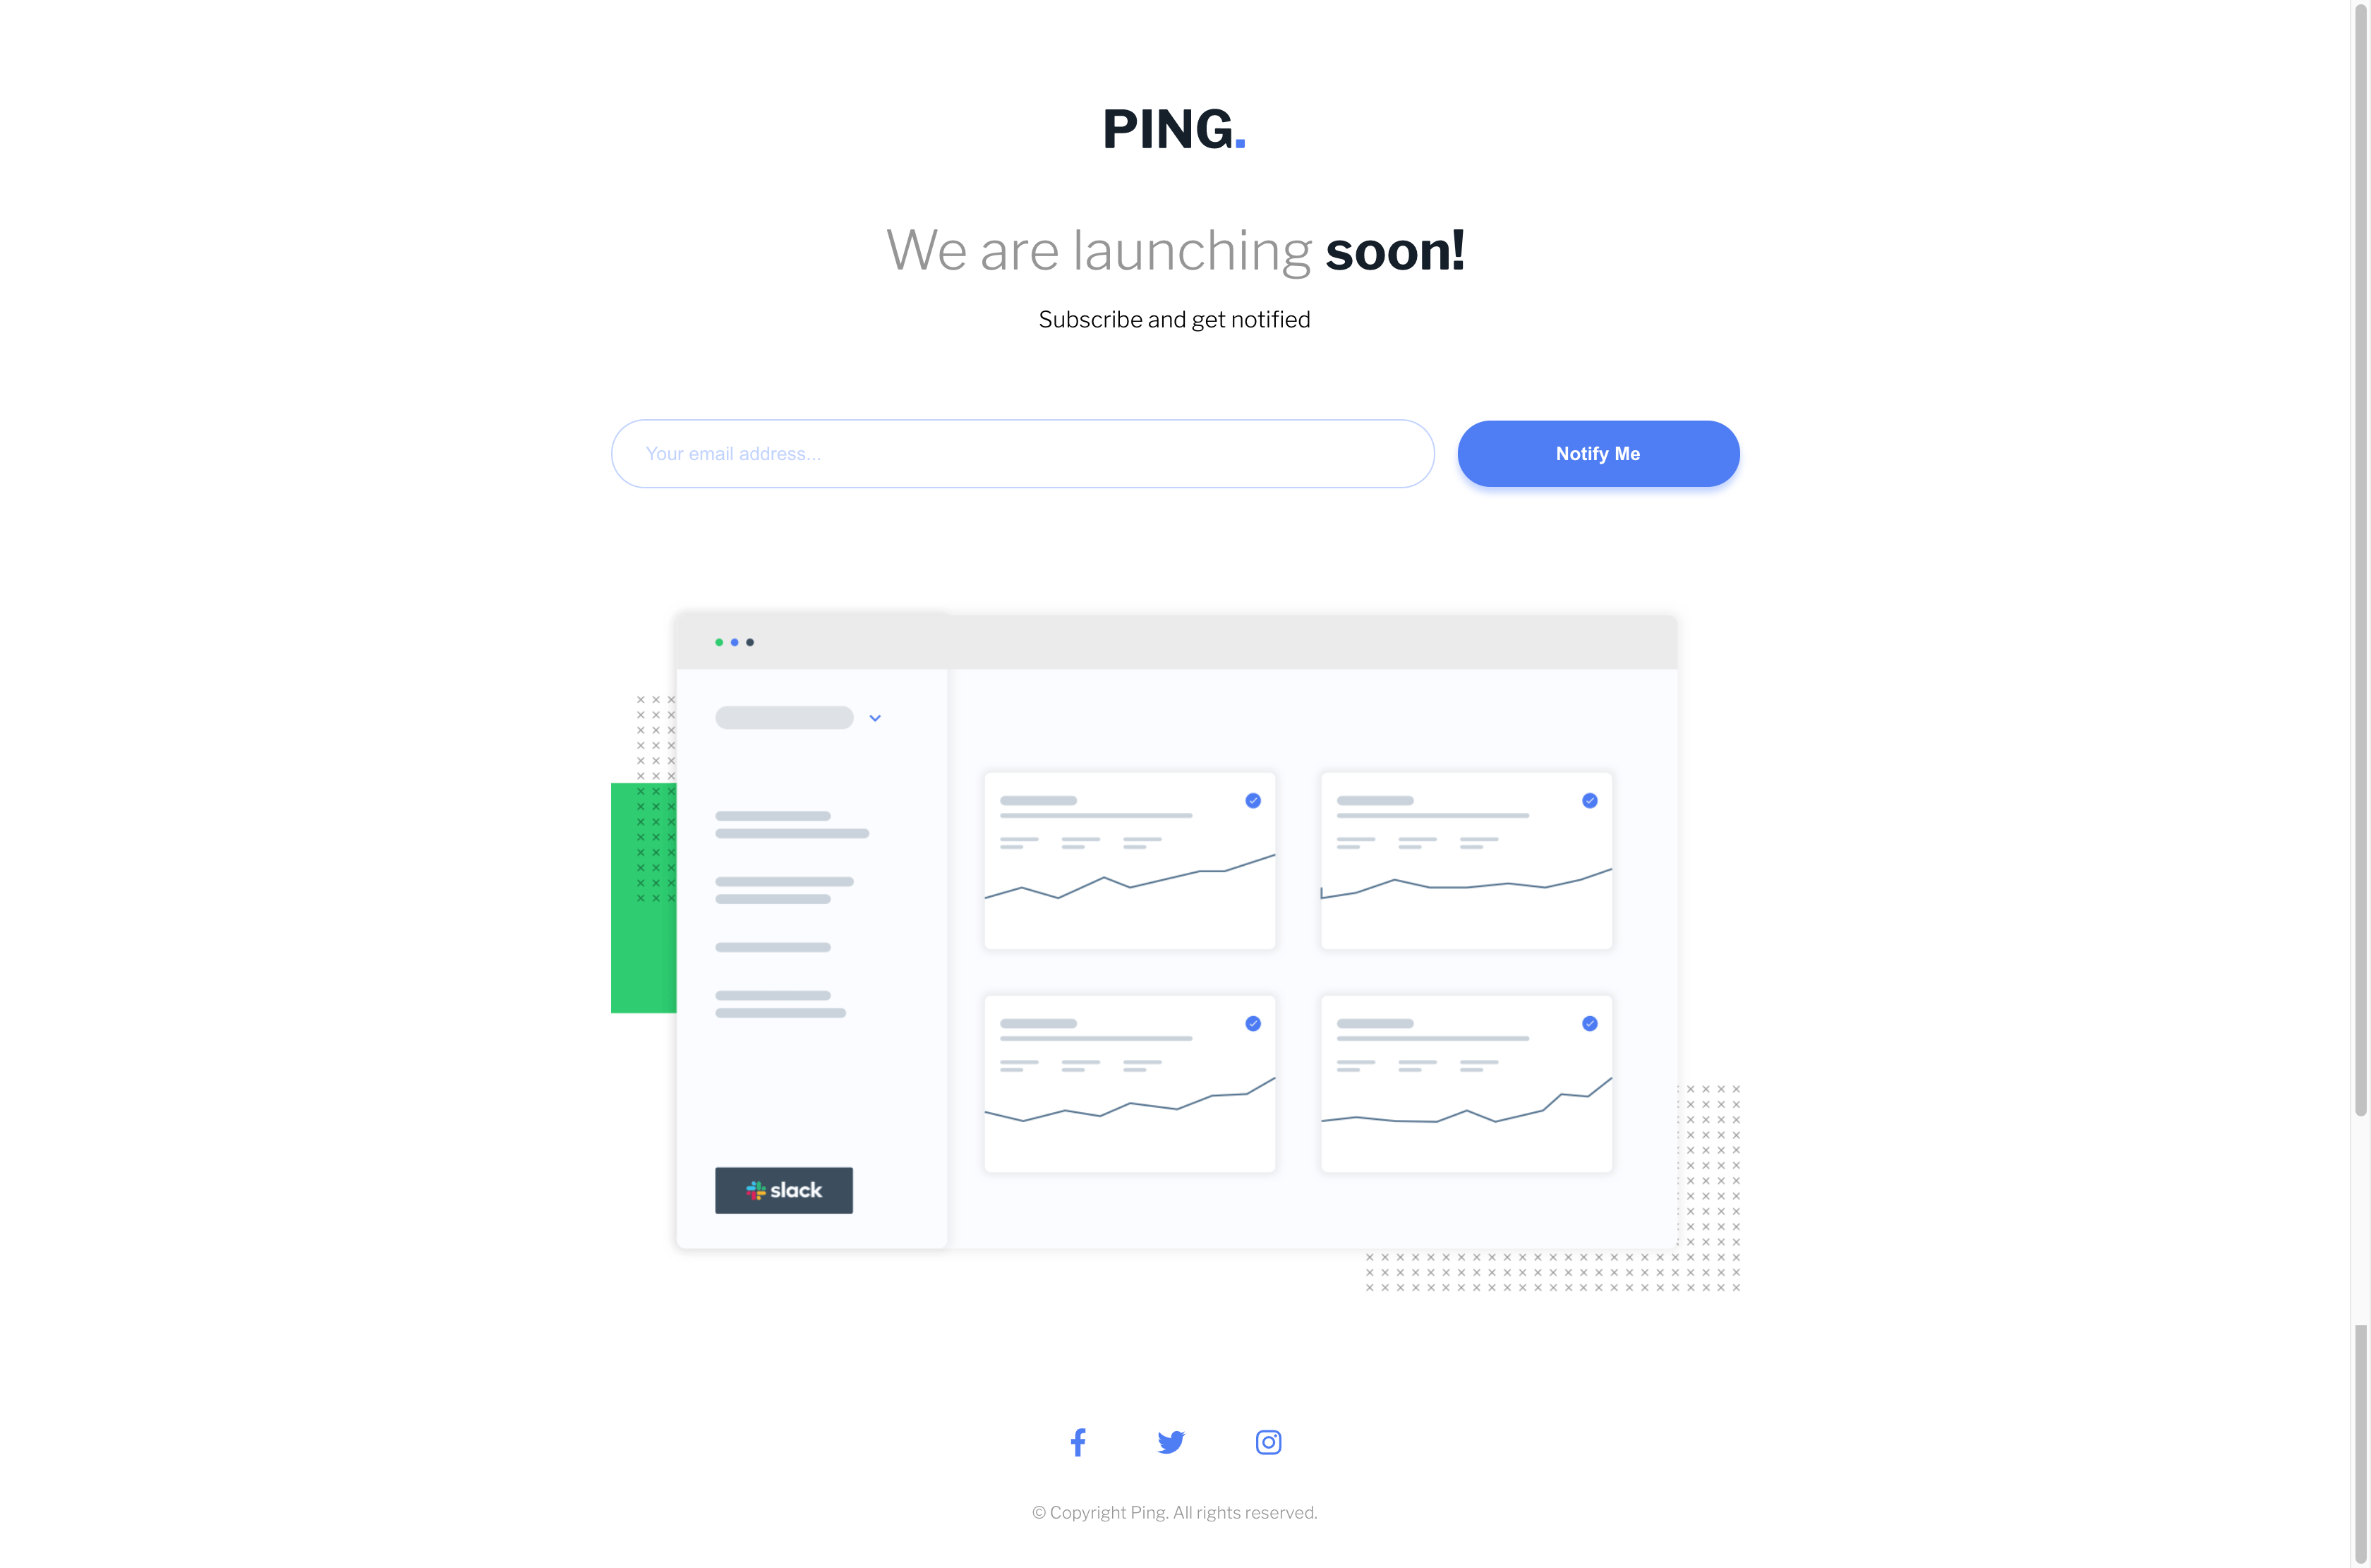 PING.
We are launching soon!
Subscribe and get notified
Your email address...
Notify Me
slack
© Copyright Ping. All rights reserved.